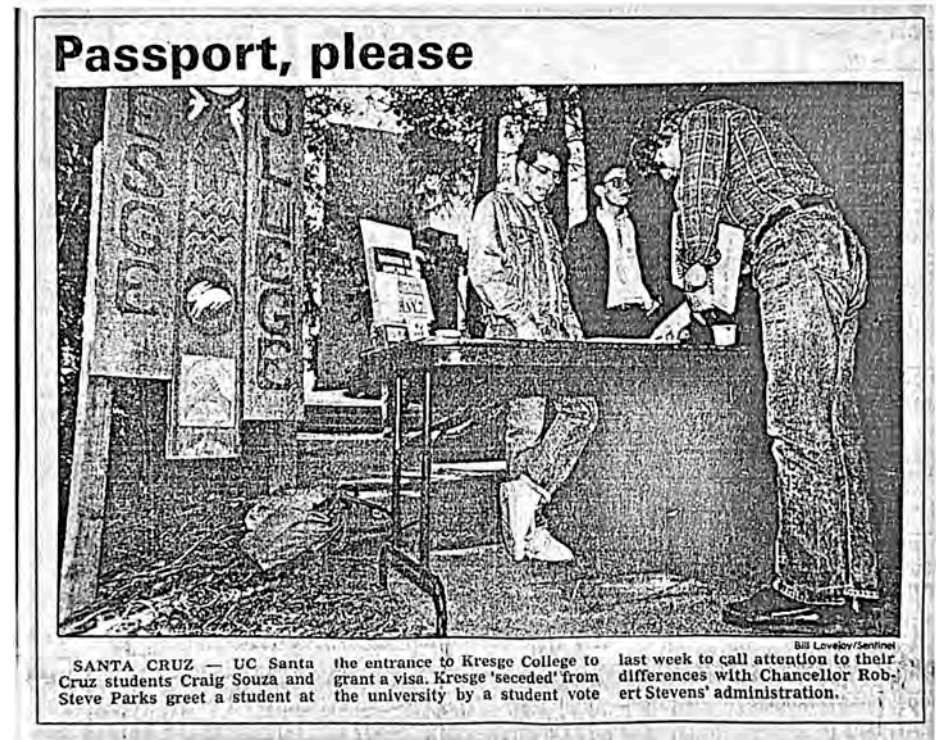 Passport, please
Bill Lovejoy/Sentinel
SANTA CRUZ — UC Santa
Cruz students Craig Souza and
Steve Parks greet a student at
the entrance to Kresge College to
grant a visa. Kresge 'seceded' from
the university by a student vote
last week to call attention to their
differences with Chancellor Rob-
ert Stevens' administration.